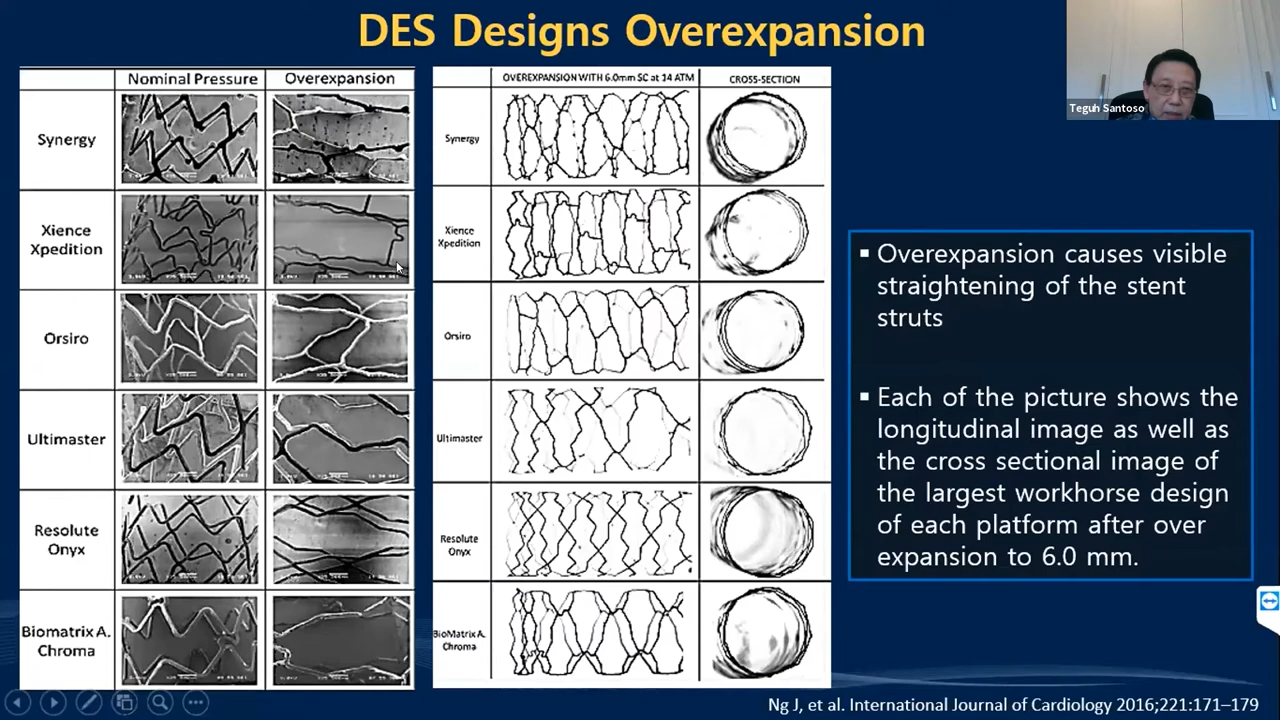 DES Designs Overexpansion
Teguh Santoso
Nominal Pressure
Overexpansion
Synergy
Xience
Xpedition
Orsiro
Ultimaster
Resolute
Onyx
Biomatrix A.
Chroma
OVEREXPANSION WITH 6.0mm SC at 14 ATM
CROSS-SECTION
Synergy
Xience
Xpedition
Orsiro
Ultimaster
Resolute
Onyx
BioMatrix A.
Chroma
▪ Overexpansion causes visible
straightening of the stent
struts
▪ Each of the picture shows the
longitudinal image as well as
the cross sectional image of
the largest workhorse design
of each platform after over
expansion to 6.0 mm.
Ng J, et al. International Journal of Cardiology 2016;221:171–179